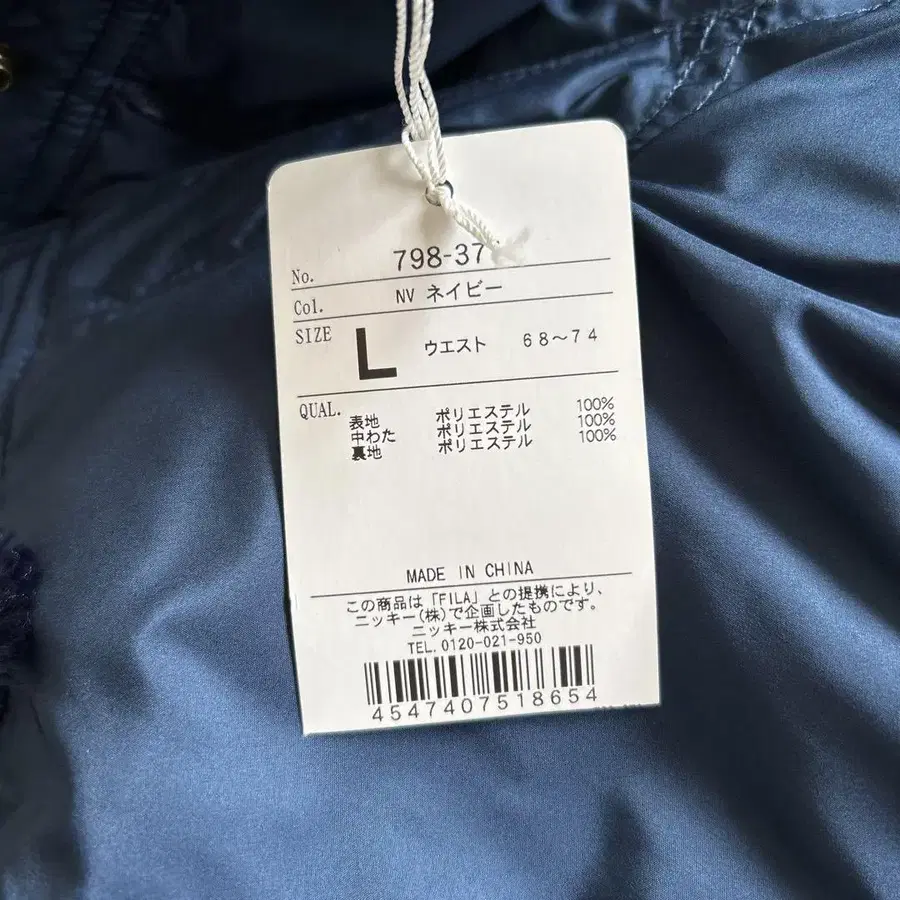 No. 798-37
Col. NV ネイビー
SIZE L ウエスト 68〜74
QUAL. 表地 ポリエステル 100%
中わた ポリエステル 100%
裏地 ポリエステル 100%
MADE IN CHINA
この商品は「FILA」との提携により、
ニッキー(株)で企画したものです。
ニッキー株式会社
TEL. 0120-021-950
4547407518654